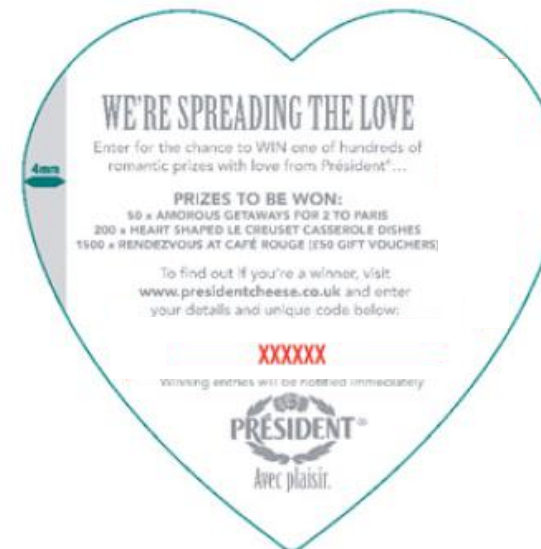 WE'RE SPREADING THE LOVE
Enter for the chance to WIN one of hundreds of
romantic prizes with love from Président®...
4mm
PRIZES TO BE WON:
50 x AMOROUS GETAWAYS FOR 2 TO PARIS
200 x HEART SHAPED LE CREUSET CASSEROLE DISHES
1500 x RENDEZVOUS AT CAFÉ ROUGE (£50 GIFT VOUCHERS)
To find out if you're a winner, visit
www.presidentcheese.co.uk and enter
your details and unique code below:
XXXXXX
Winning entries will be notified immediately
PRÉSIDENT®
Avec plaisir.